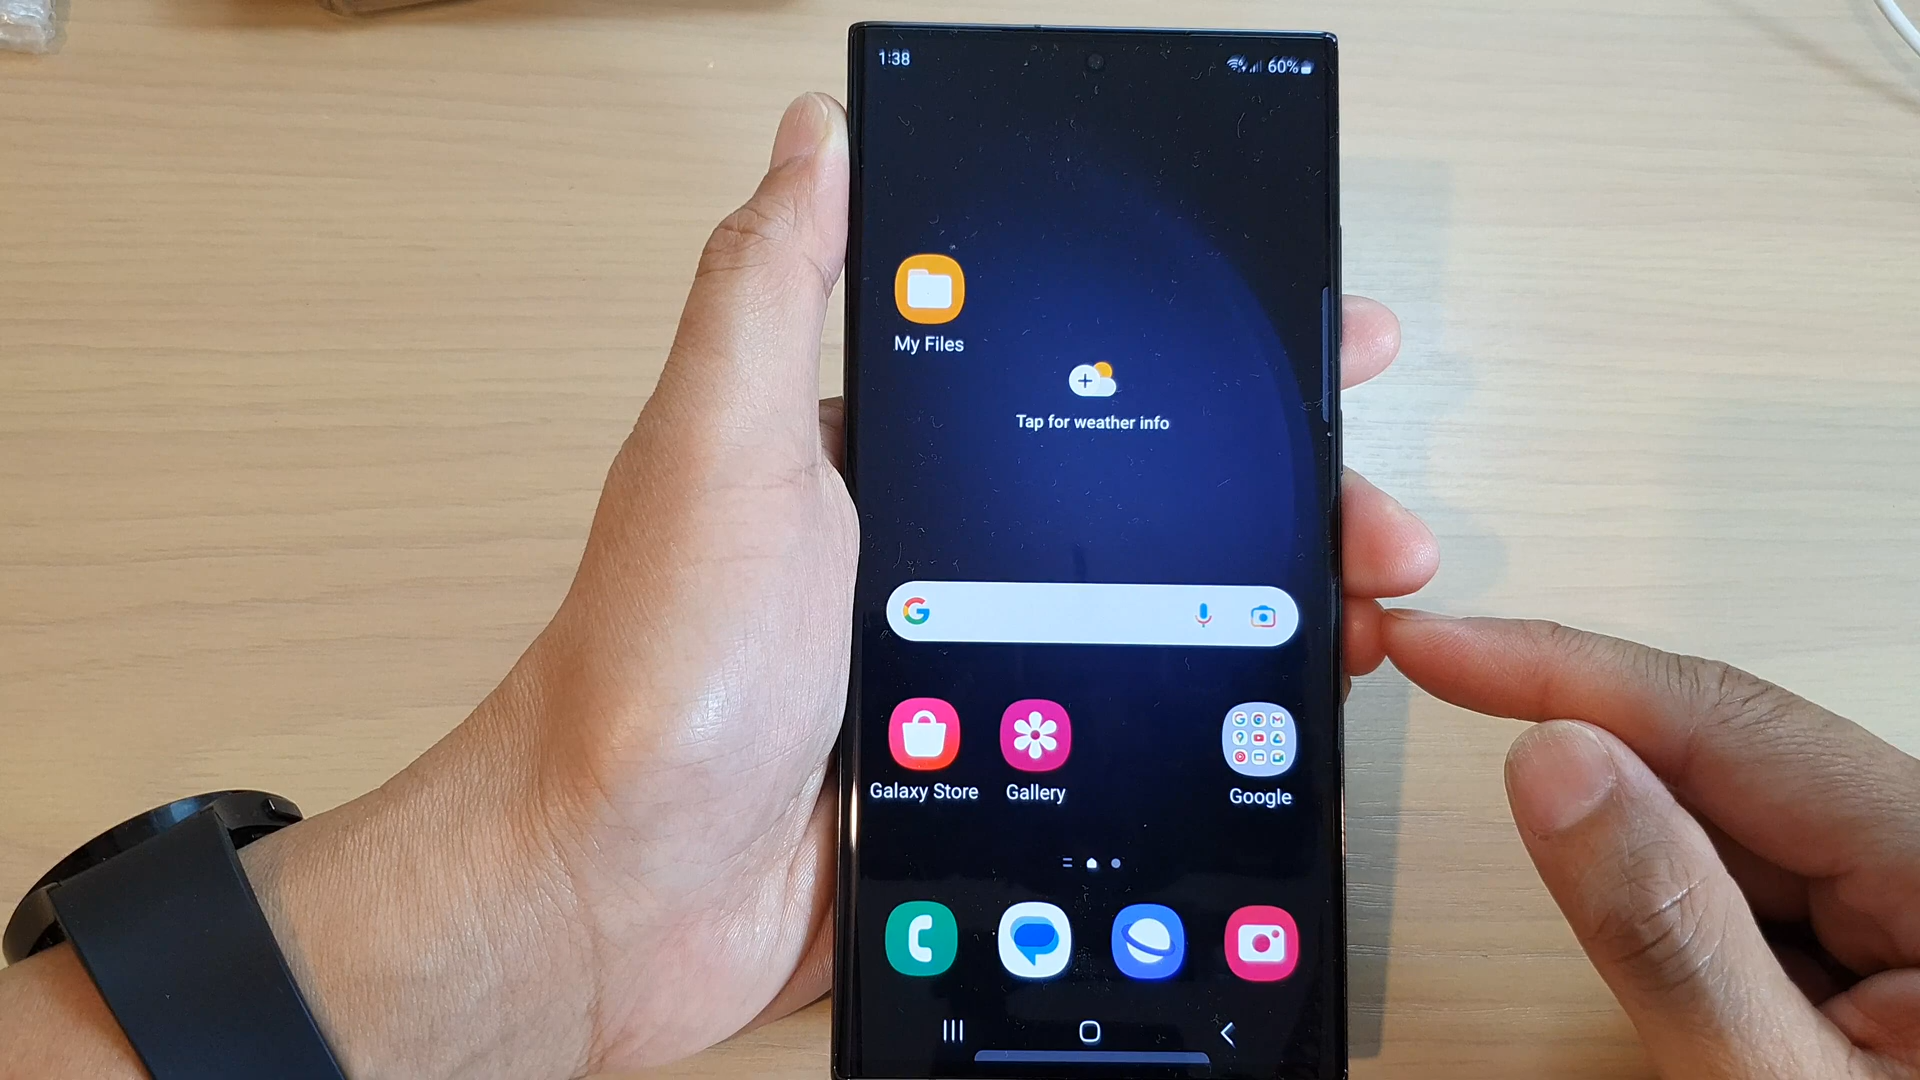 1:38
60%
My Files
Tap for weather info
G
Galaxy Store
Gallery
Google